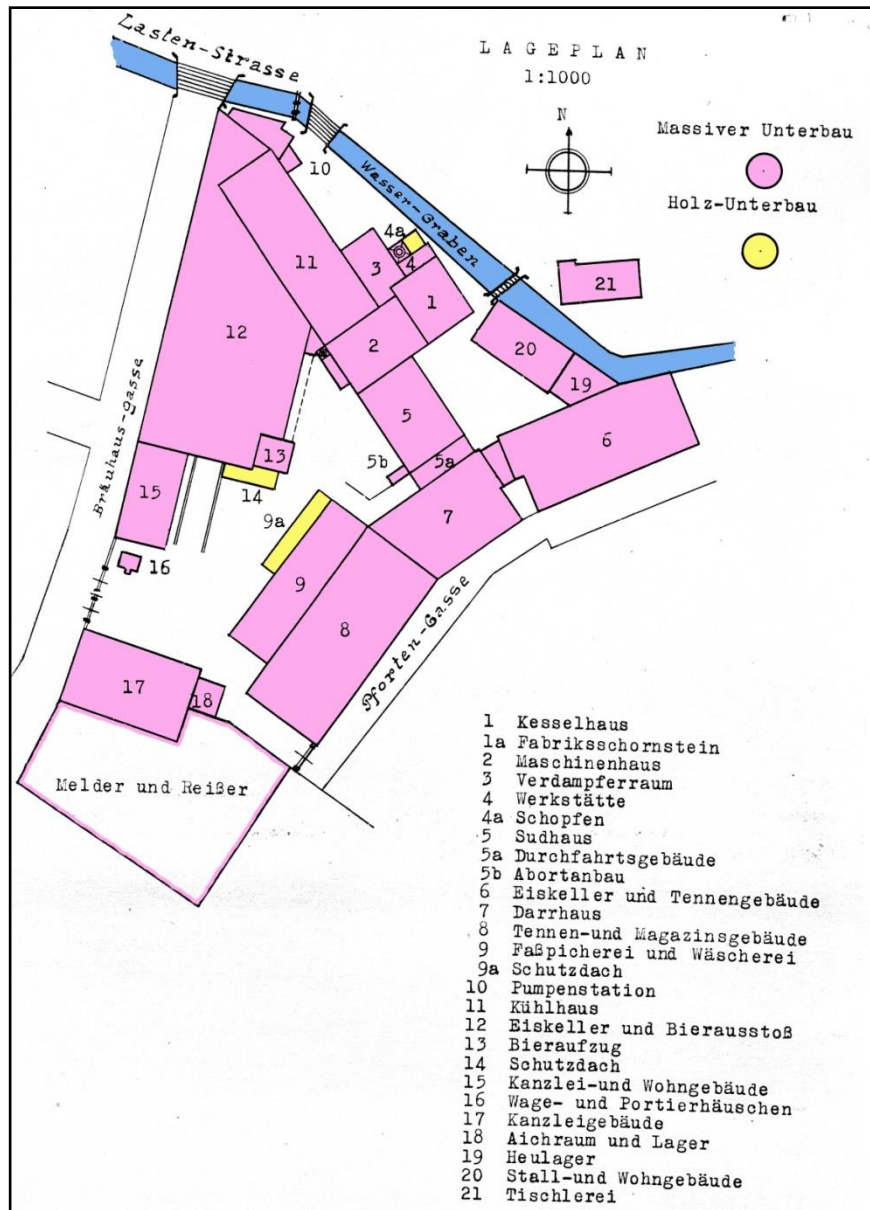 Lasten-Strasse
LAGEPLAN
1:1000
N
Massiver Unterbau
Holz-Unterbau
Wasser-Graben
10
4a
11
3
4
1
21
12
2
20
19
5
6
13
5b
5a
Bräuhaus-Gasse
15
14
7
9a
16
9
8
Pforten-Gasse
17
18
Melder und Reißer
1 Kesselhaus
1a Fabriksschornstein
2 Maschinenhaus
3 Verdampferraum
4 Werkstätte
4a Schopfen
5 Sudhaus
5a Durchfahrtsgebäude
5b Abortanbau
6 Eiskeller und Tennengebäude
7 Darrhaus
8 Tennen-und Magazinsgebäude
9 Faßpicherei und Wäscherei
9a Schutzdach
10 Pumpenstation
11 Kühlhaus
12 Eiskeller und Bierausstoß
13 Bieraufzug
14 Schutzdach
15 Kanzlei-und Wohngebäude
16 Wage- und Portierhäuschen
17 Kanzleigebäude
18 Aichraum und Lager
19 Heulager
20 Stall-und Wohngebäude
21 Tischlerei